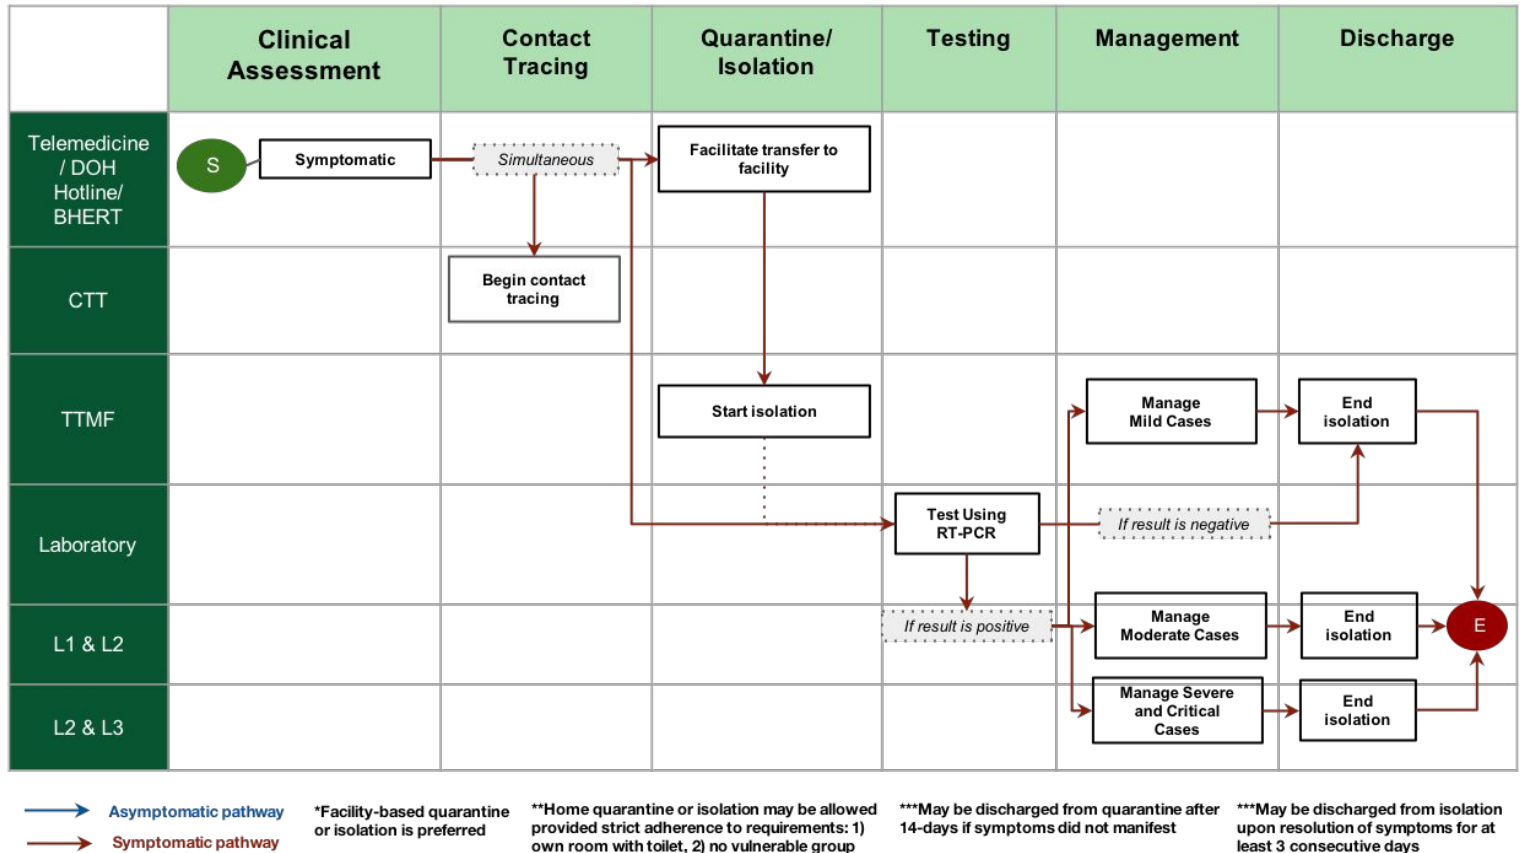 Clinical
Assessment
Contact
Tracing
Quarantine/
Isolation
Testing
Management
Discharge
Telemedicine
/ DOH
Hotline/
BHERT
S
Symptomatic
Simultaneous
Facilitate transfer to
facility
CTT
Begin contact
tracing
TTMF
Start isolation
Manage
Mild Cases
End
isolation
Laboratory
Test Using
RT-PCR
If result is negative
L1 & L2
If result is positive
Manage
Moderate Cases
End
isolation
E
L2 & L3
Manage Severe
and Critical
Cases
End
isolation
Asymptomatic pathway
Symptomatic pathway
*Facility-based quarantine
or isolation is preferred
**Home quarantine or isolation may be allowed
provided strict adherence to requirements: 1)
own room with toilet, 2) no vulnerable group
***May be discharged from quarantine after
14-days if symptoms did not manifest
***May be discharged from isolation
upon resolution of symptoms for at
least 3 consecutive days